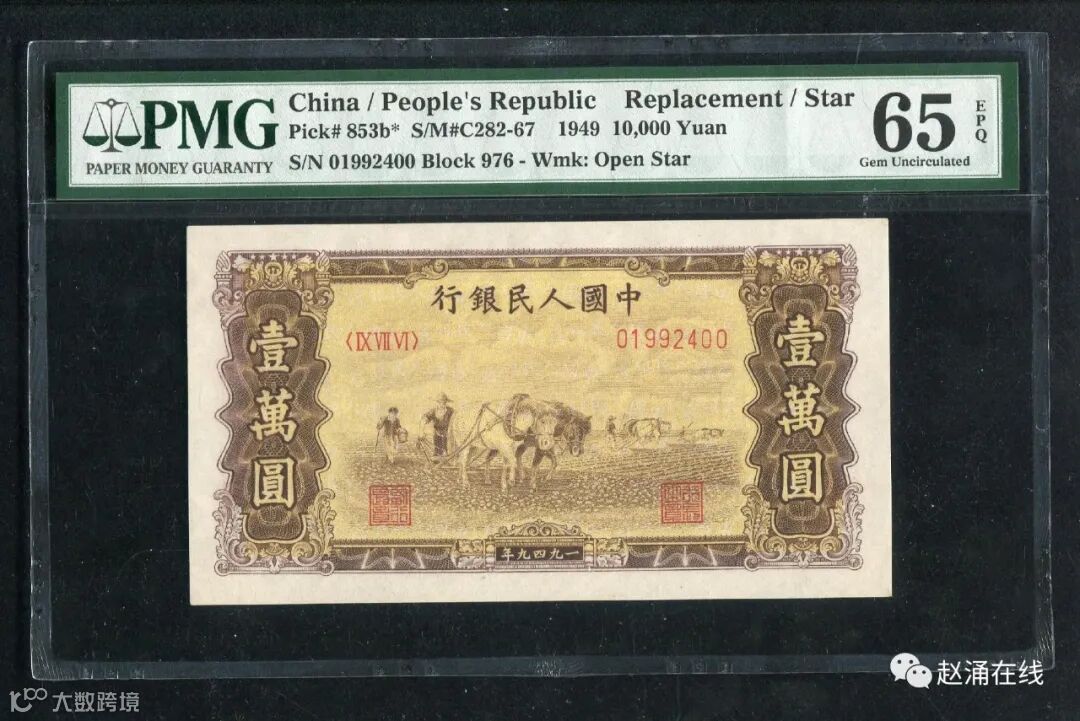 PMG
PAPER MONEY GUARANTY
China / People's Republic Replacement / Star
Pick# 853b* S/M#C282-67 1949 10,000 Yuan
S/N 01992400 Block 976 - Wmk: Open Star
65
EPQ
Gem Uncirculated
行銀民人國中
〈IX VII VI〉
01992400
壹萬圓
壹萬圓
年九四九一
赵涌在线
大数跨境